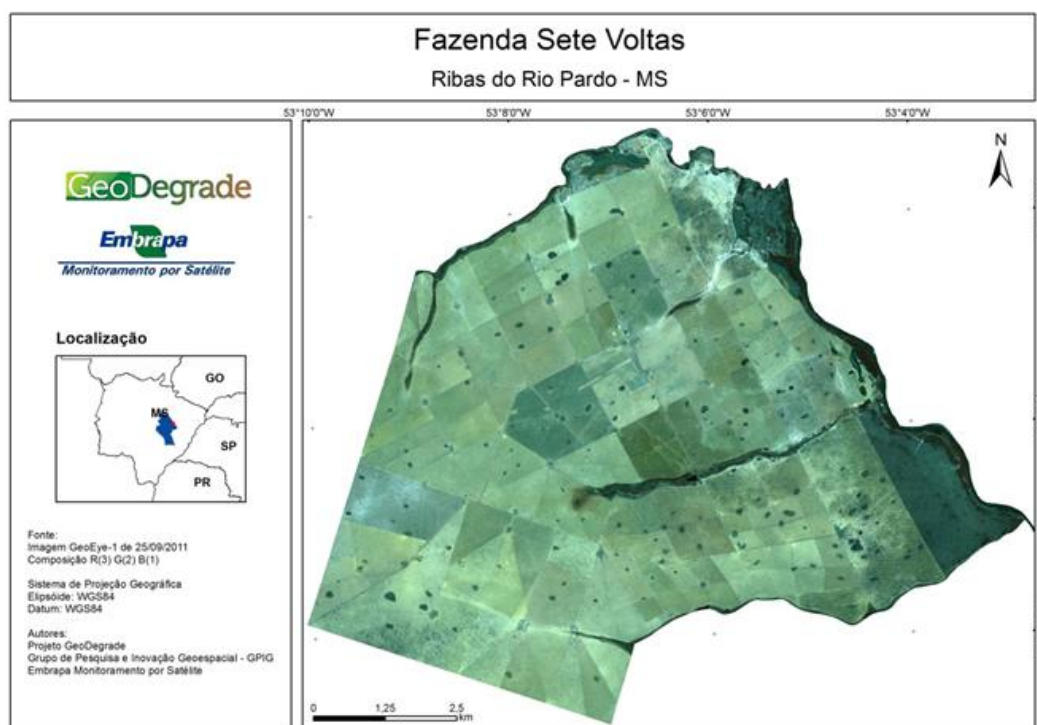 Fazenda Sete Voltas
Ribas do Rio Pardo - MS
53°10'0"W 53°8'0"W 53°6'0"W 53°4'0"W
N
GeoDegrade
Embrapa
Monitoramento por Satélite
Localização
GO
MS
SP
PR
Fonte:
Imagem GeoEye-1 de 25/09/2011
Composição R(3) G(2) B(1)
Sistema de Projeção Geográfica
Elipsóide: WGS84
Datum: WGS84
Autores:
Projeto GeoDegrade
Grupo de Pesquisa e Inovação Geoespacial - GPIG
Embrapa Monitoramento por Satélite
0 1,25 2,5
km